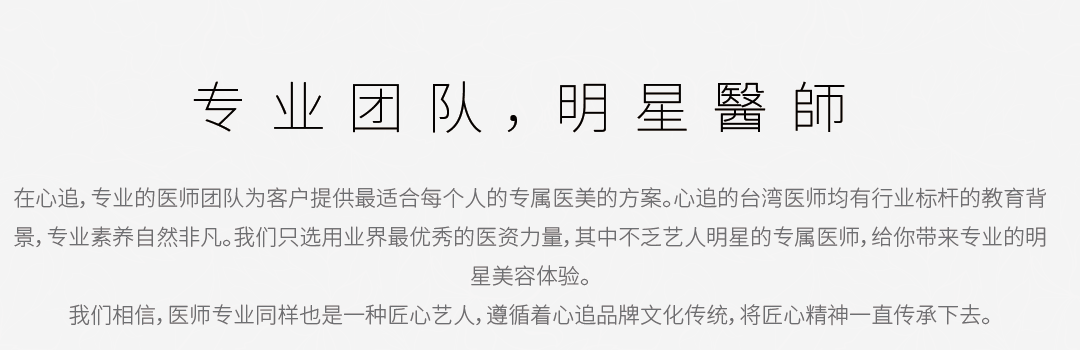 专业团队，明星醫師
在心追，专业的医师团队为客户提供最适合每个人的专属医美的方案。心追的台湾医师均有行业标杆的教育背
景，专业素养自然非凡。我们只选用业界最优秀的医资力量，其中不乏艺人明星的专属医师，给你带来专业的明
星美容体验。
我们相信，医师专业同样也是一种匠心艺人，遵循着心追品牌文化传统，将匠心精神一直传承下去。